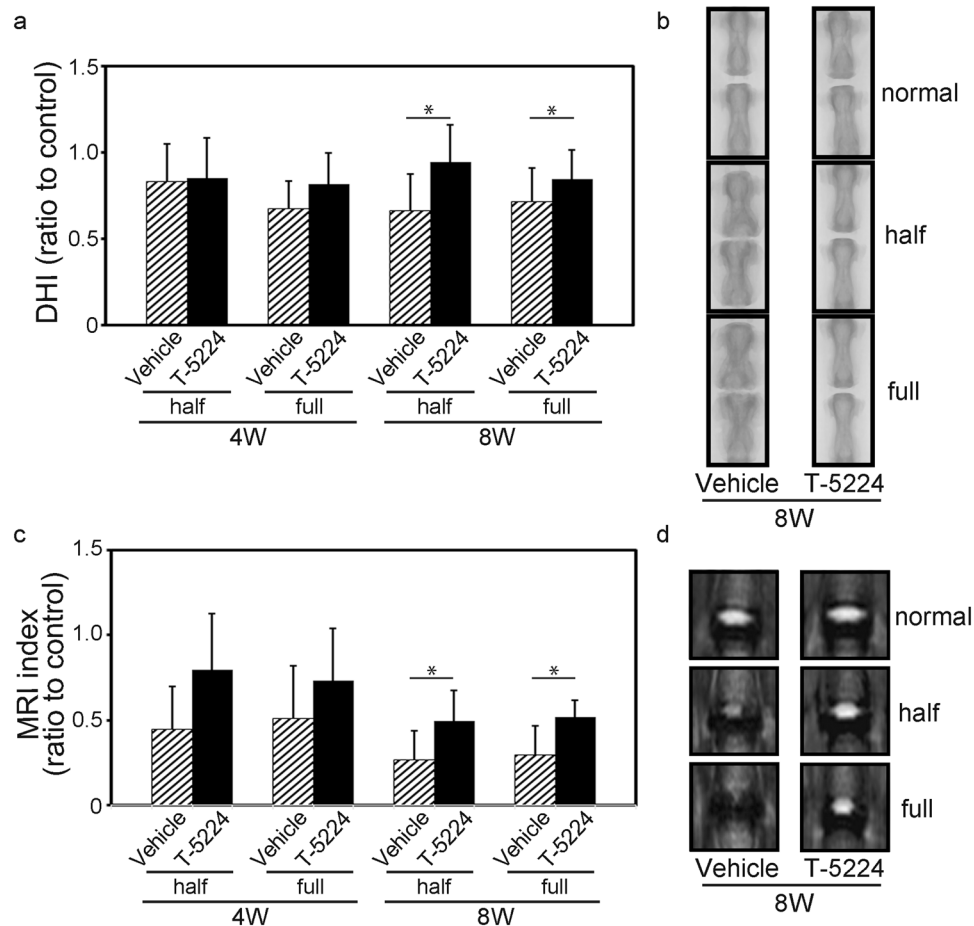 a
DHI (ratio to control)
1.5
1.0
0.5
0
* *
Vehicle T-5224 Vehicle T-5224 Vehicle T-5224 Vehicle T-5224
half full half full
4W 8W
b
normal
half
full
Vehicle T-5224
8W
c
MRI index
(ratio to control)
1.5
1.0
0.5
0
* *
Vehicle T-5224 Vehicle T-5224 Vehicle T-5224 Vehicle T-5224
half full half full
4W 8W
d
normal
half
full
Vehicle T-5224
8W